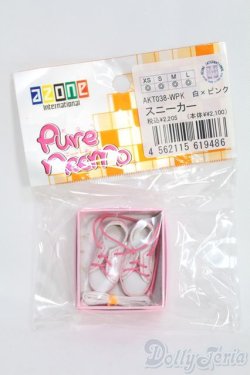 azone
international
Pure
neemo
XS S M L
AKT038-WPK 白×ピンク
スニーカー
税込¥2,205 (本体¥2,100)
4 562115 619486
DollyTeria